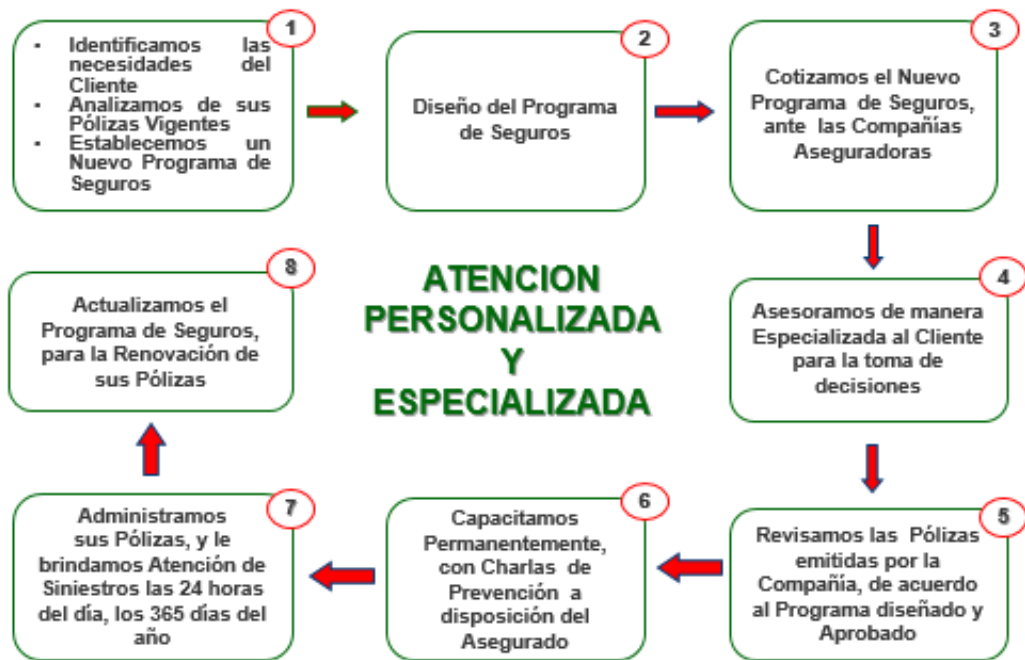 1
- Identificamos las
necesidades del
Cliente
- Analizamos de sus
Pólizas Vigentes
- Establecemos un
Nuevo Programa de
Seguros
2
Diseño del Programa
de Seguros
3
Cotizamos el Nuevo
Programa de Seguros,
ante las Compañías
Aseguradoras
4
Asesoramos de manera
Especializada al Cliente
para la toma de
decisiones
5
Revisamos las Pólizas
emitidas por la
Compañía, de acuerdo
al Programa diseñado y
Aprobado
6
Capacitamos
Permanentemente,
con Charlas de
Prevención a
disposición del
Asegurado
7
Administramos
sus Pólizas, y le
brindamos Atención de
Siniestros las 24 horas
del día, los 365 días del
año
8
Actualizamos el
Programa de Seguros,
para la Renovación de
sus Pólizas
ATENCION
PERSONALIZADA
Y
ESPECIALIZADA